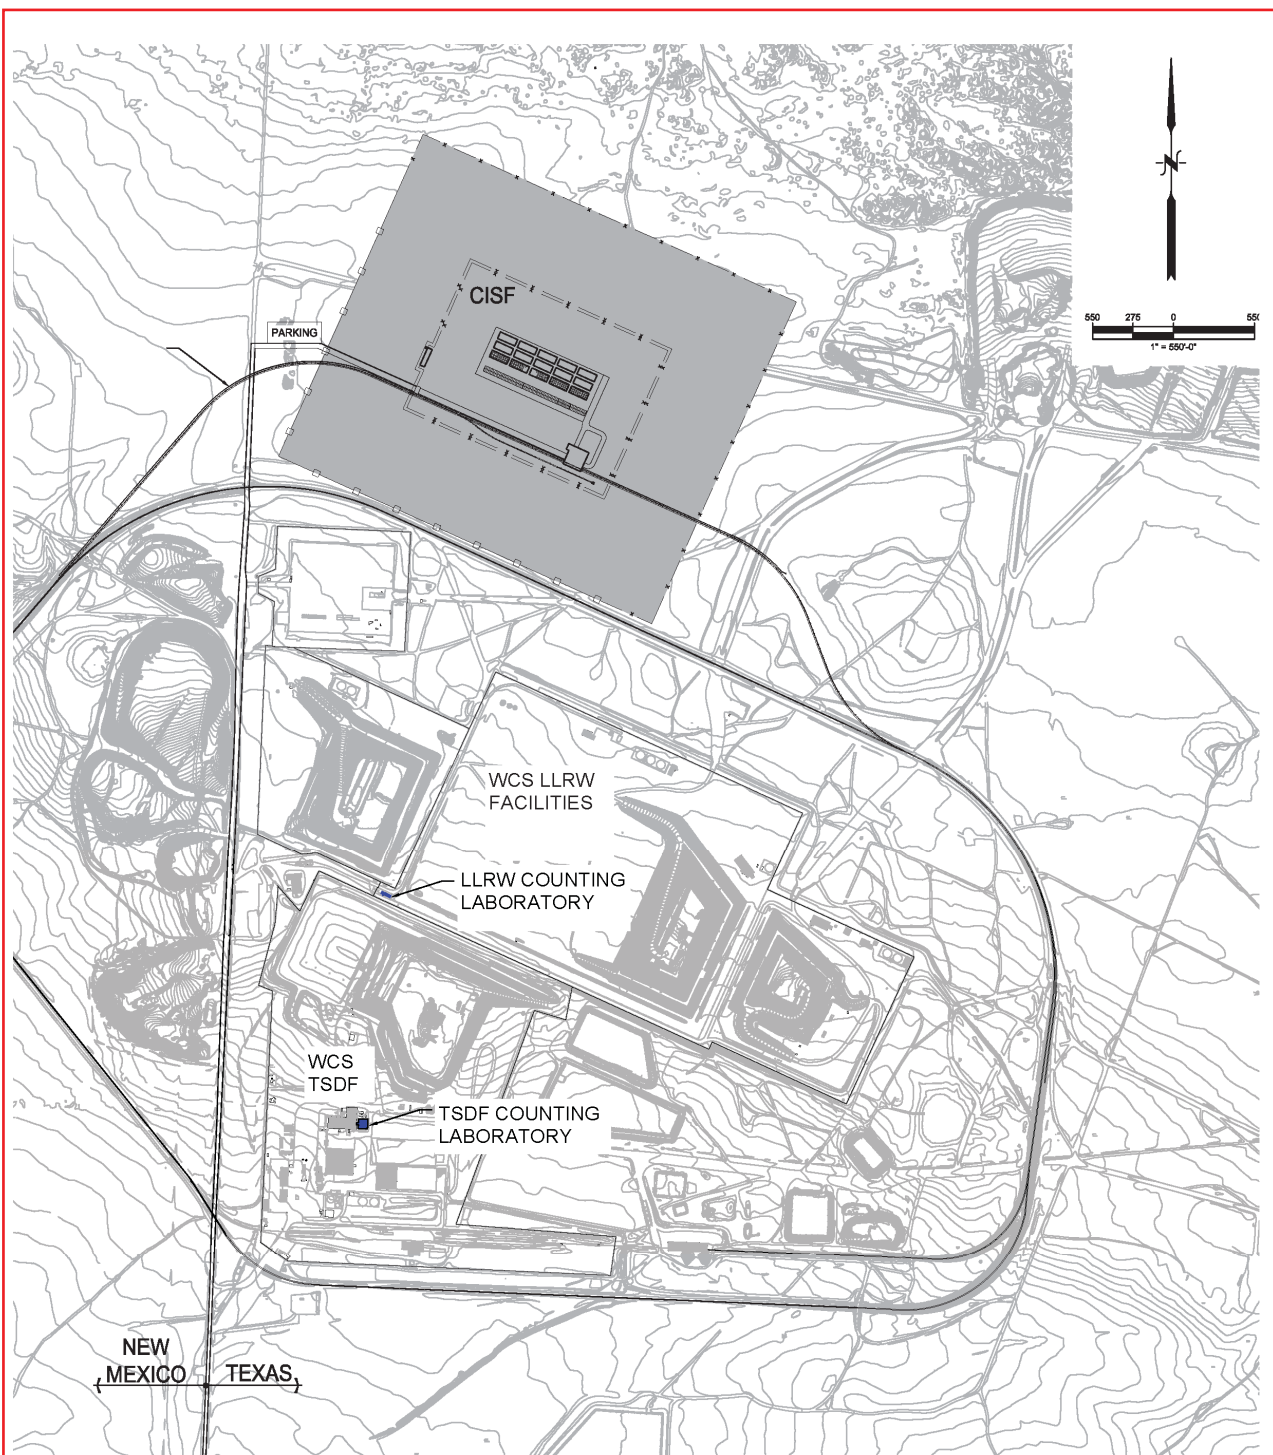 N
550 275 0 550
1" = 550'-0"
CISF
PARKING
WCS LLRW
FACILITIES
LLRW COUNTING
LABORATORY
WCS
TSDF
TSDF COUNTING
LABORATORY
NEW
MEXICO
TEXAS